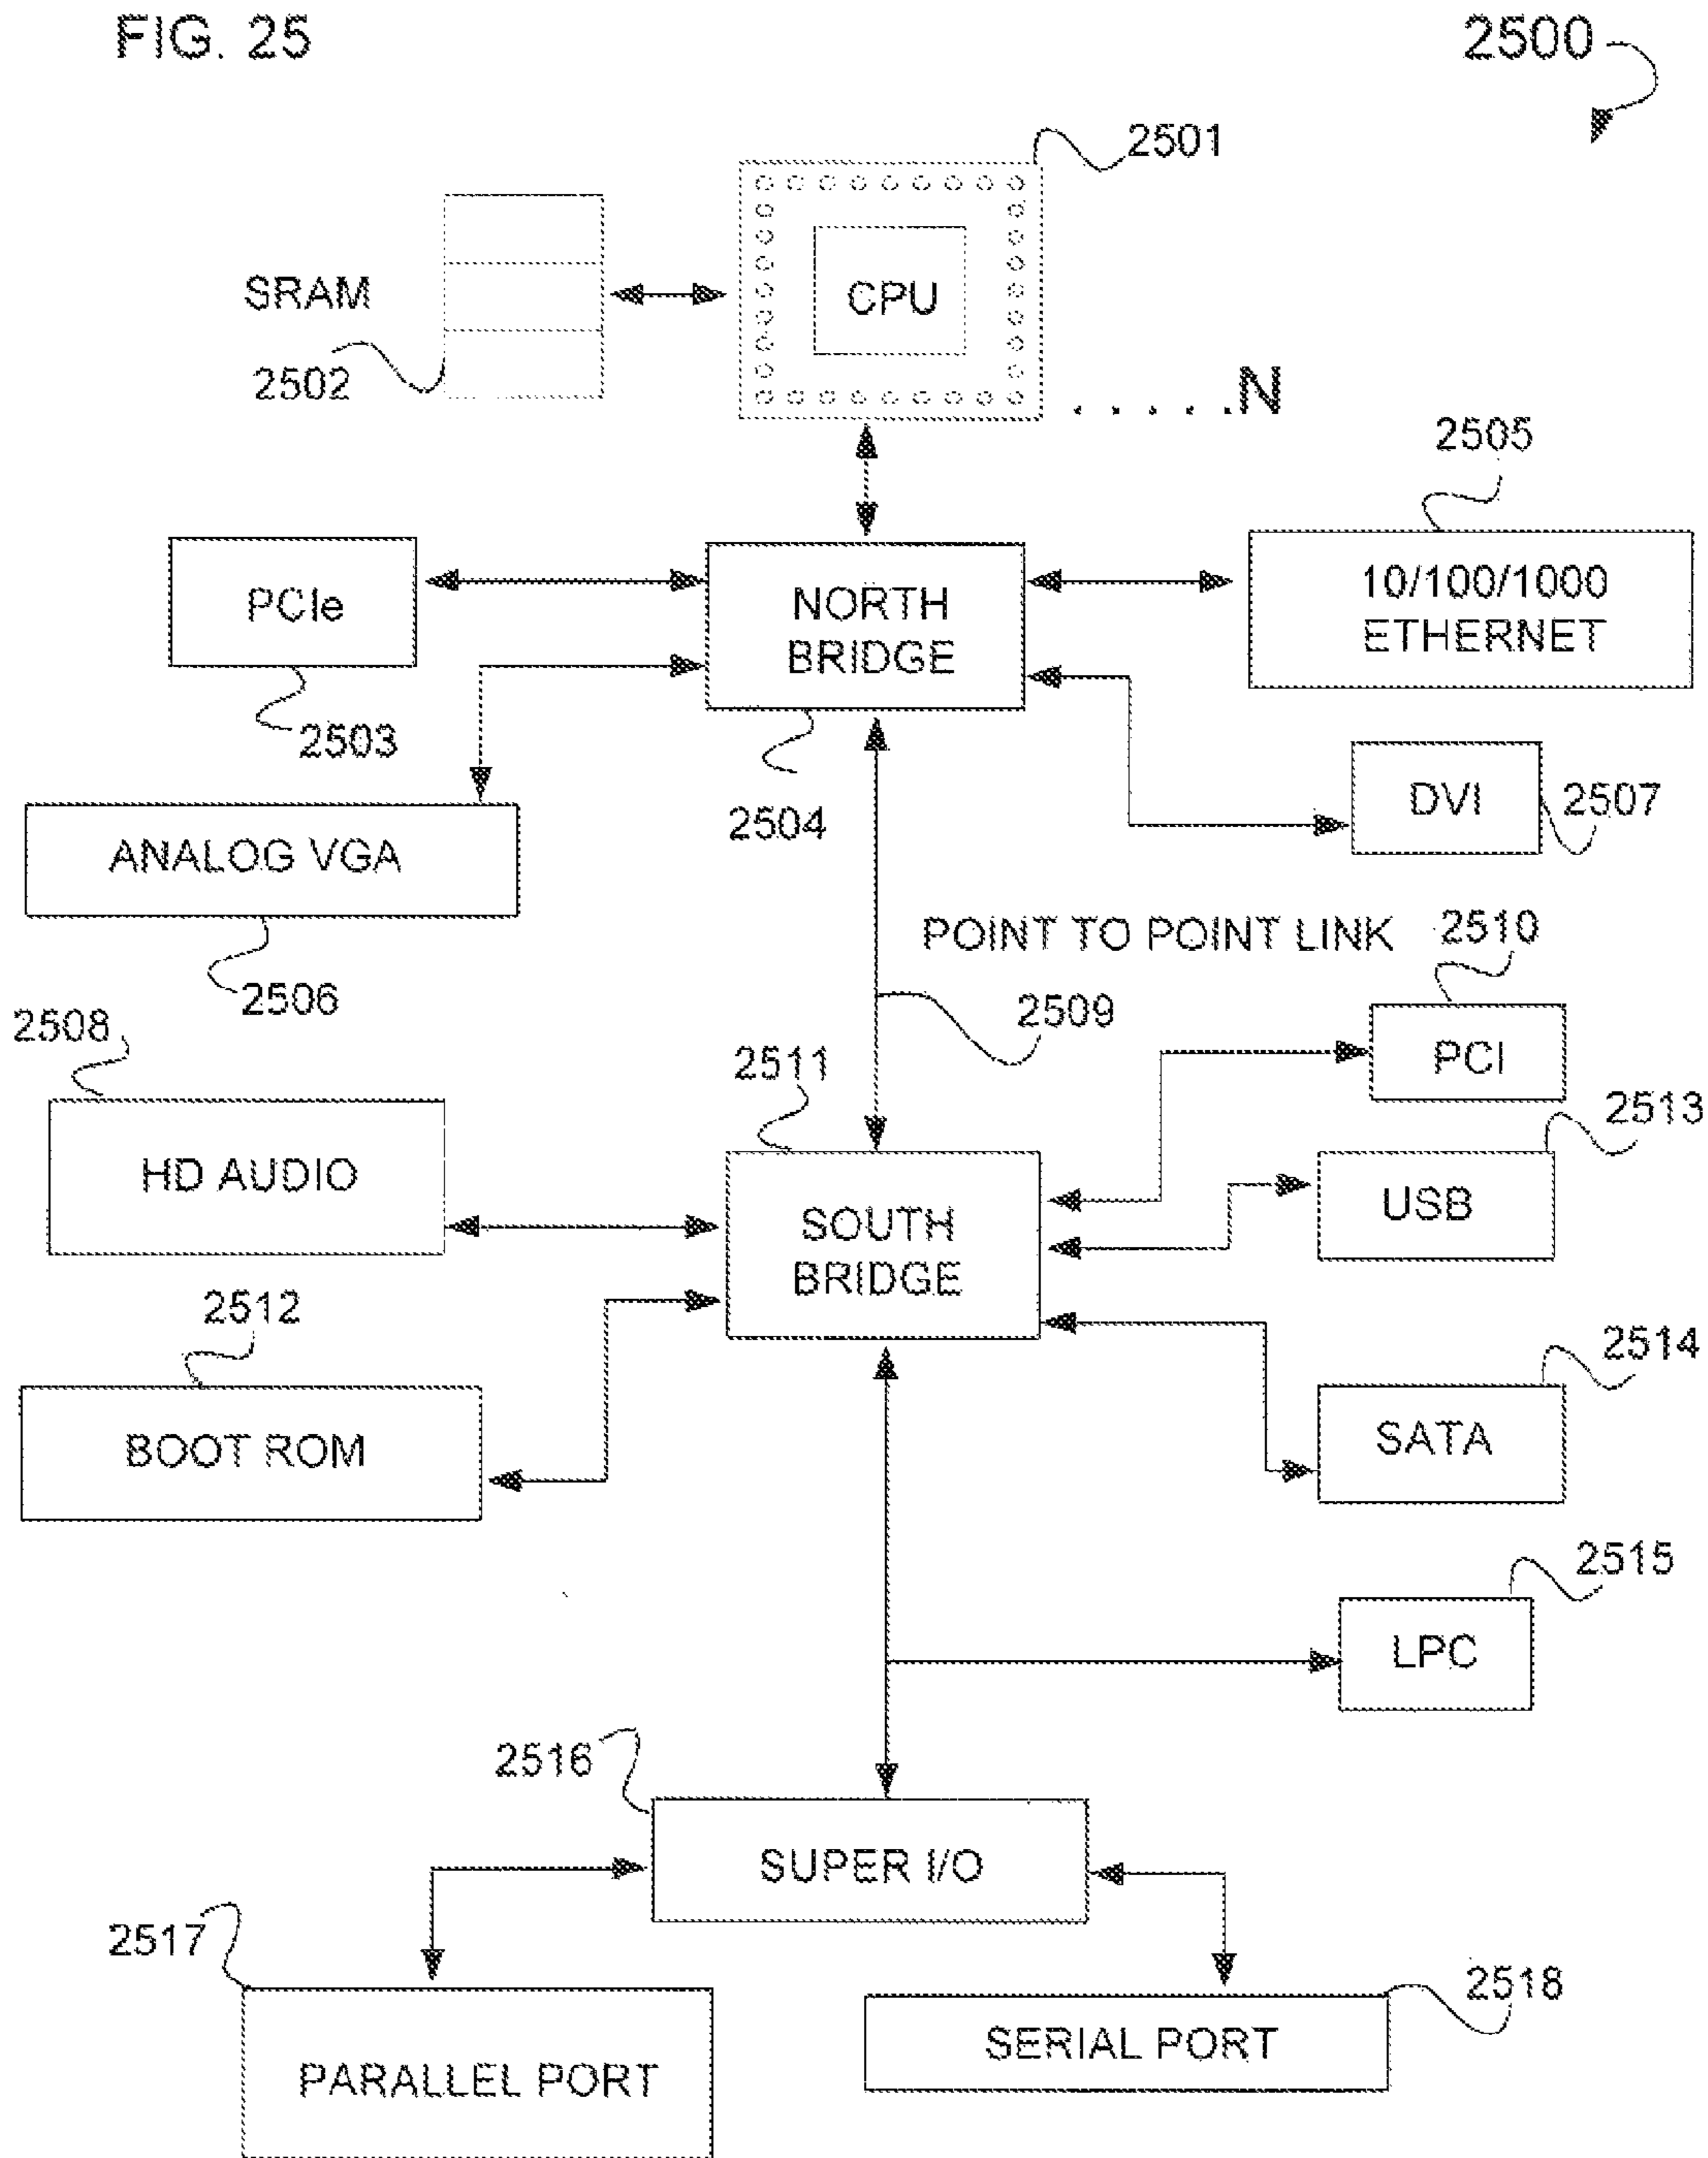 FIG. 25
2500
2501
SRAM
CPU
2502
. . . . .N
2505
PCIe
NORTH
BRIDGE
10/100/1000
ETHERNET
2503
2504
DVI
2507
ANALOG VGA
POINT TO POINT LINK
2510
2506
2509
2508
2511
PCI
2513
HD AUDIO
SOUTH
BRIDGE
USB
2512
2514
BOOT ROM
SATA
2515
LPC
2516
SUPER I/O
2517
2518
PARALLEL PORT
SERIAL PORT